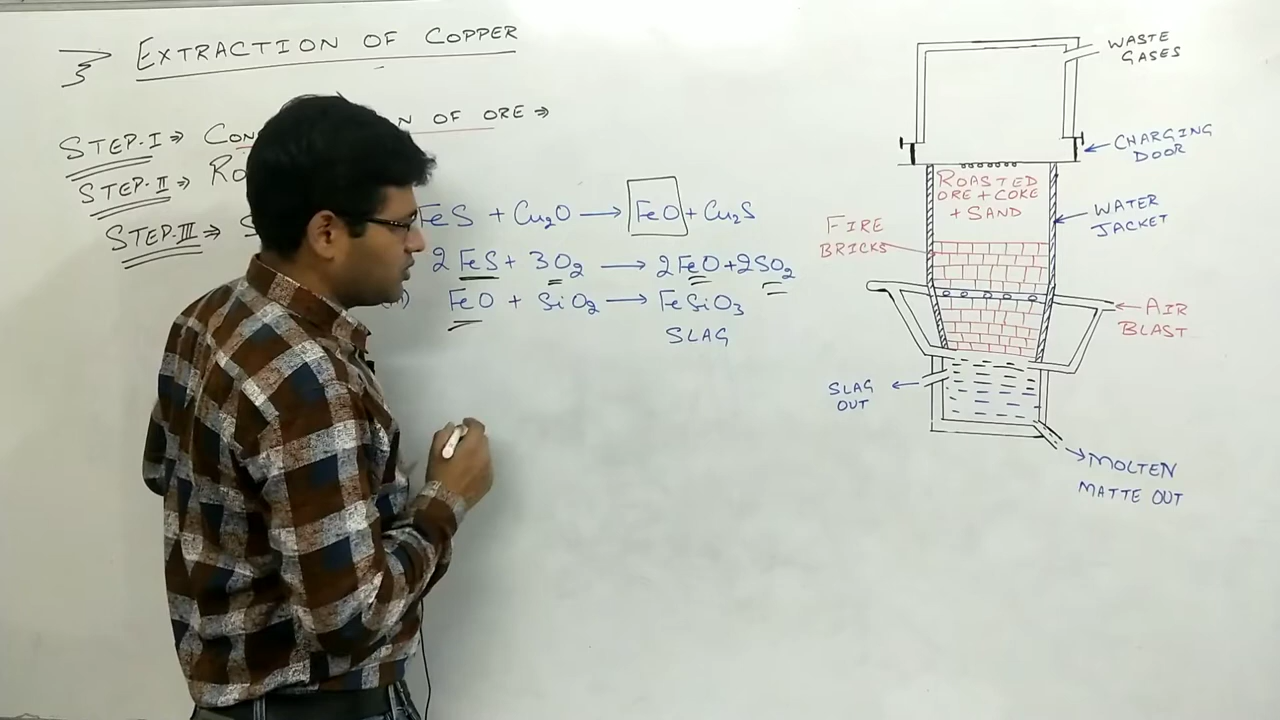 EXTRACTION OF COPPER
STEP.I ⇒ CON N OF ORE ⇒
STEP-II ⇒ Ro
STEP.III ⇒ S
FeS + Cu₂O → FeO + Cu₂S
2 FeS + 3O₂ → 2FeO + 2SO₂
FeO + SiO₂ → FeSiO₃
SLAG
WASTE
GASES
CHARGING
DOOR
ROASTED
ORE + COKE
+ SAND
WATER
JACKET
FIRE
BRICKS
AIR
BLAST
SLAG
OUT
MOLTEN
MATTE OUT